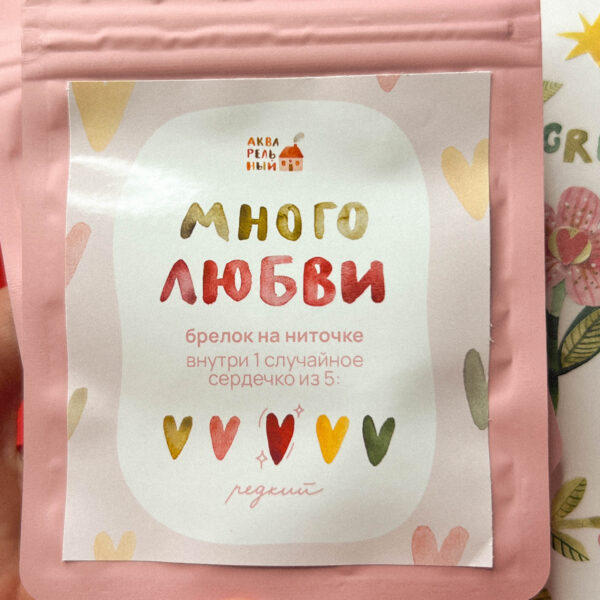 АКВА
РЕЛЬ
НЫЙ
МНОГО
ЛЮБВИ
брелок на ниточке
внутри 1 случайное
сердечко из 5:
редкий